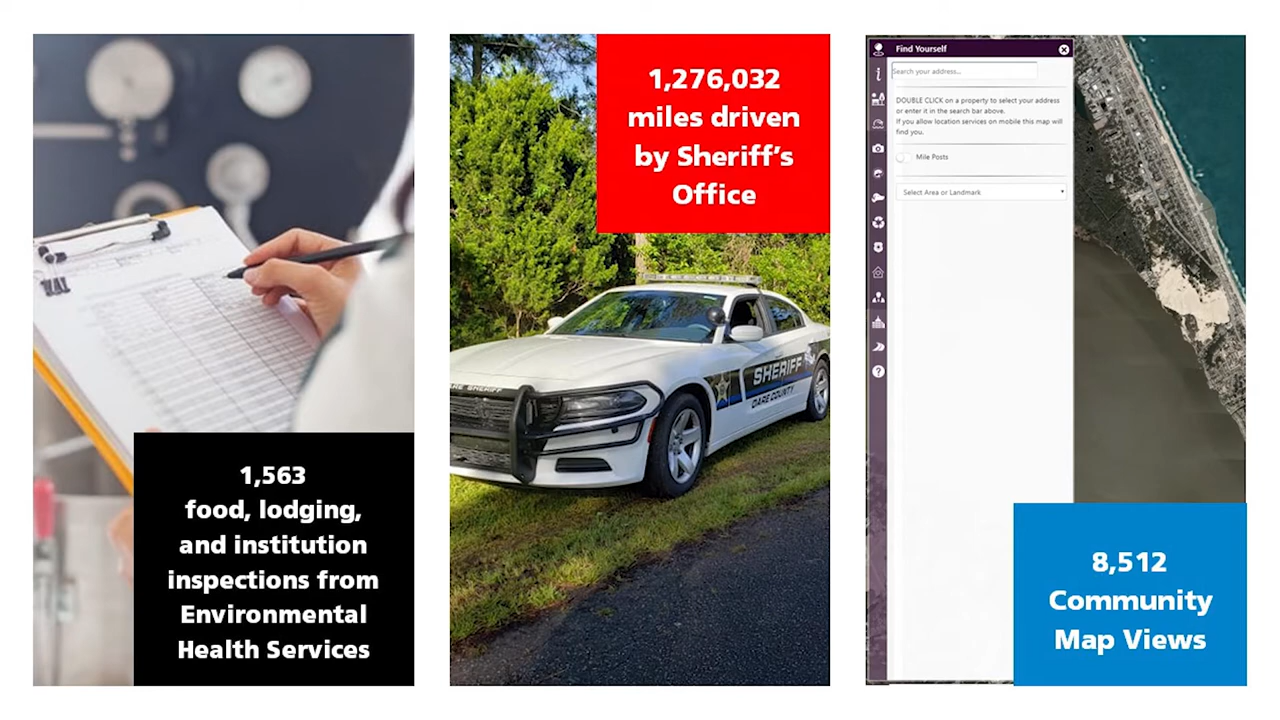 1,563
food, lodging,
and institution
inspections from
Environmental
Health Services
1,276,032
miles driven
by Sheriff's
Office
SHERIFF
DARE COUNTY
Find Yourself
Search your address...
DOUBLE CLICK on a property to select your address
or enter it in the search bar above.
If you allow location services on mobile this map will
find you.
Mile Posts
Select Area or Landmark
8,512
Community
Map Views